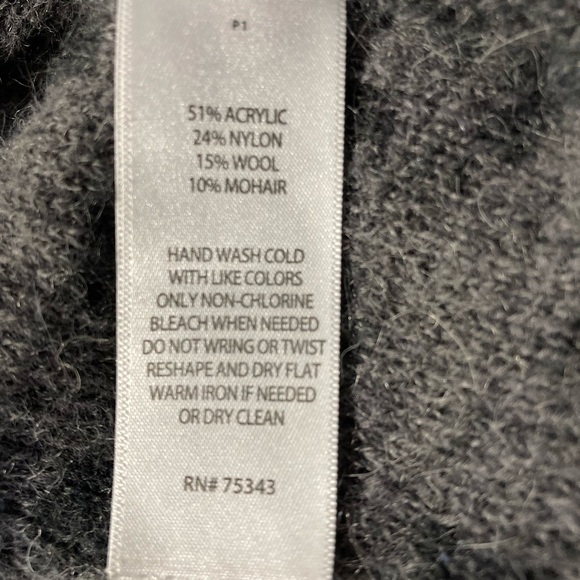 P1
51% ACRYLIC
24% NYLON
15% WOOL
10% MOHAIR
HAND WASH COLD
WITH LIKE COLORS
ONLY NON-CHLORINE
BLEACH WHEN NEEDED
DO NOT WRING OR TWIST
RESHAPE AND DRY FLAT
WARM IRON IF NEEDED
OR DRY CLEAN
RN# 75343